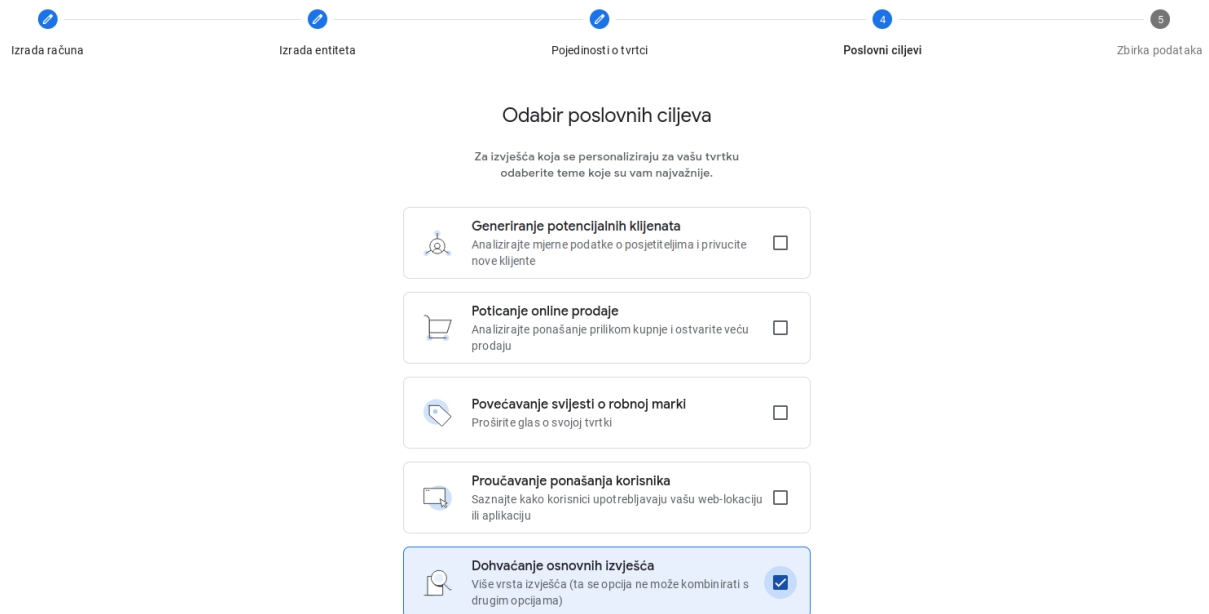 4
5
Izrada računa
Izrada entiteta
Pojedinosti o tvrtci
Poslovni ciljevi
Zbirka podataka
Odabir poslovnih ciljeva
Za izvješća koja se personaliziraju za vašu tvrtku
odaberite teme koje su vam najvažnije.
Generiranje potencijalnih klijenata
Analizirajte mjerne podatke o posjetiteljima i privucite
nove klijente
Poticanje online prodaje
Analizirajte ponašanje prilikom kupnje i ostvarite veću
prodaju
Povećavanje svijesti o robnoj marki
Proširite glas o svojoj tvrtki
Proučavanje ponašanja korisnika
Saznajte kako korisnici upotrebljavaju vašu web-lokaciju
ili aplikaciju
Dohvaćanje osnovnih izvješća
Više vrsta izvješća (ta se opcija ne može kombinirati s
drugim opcijama)